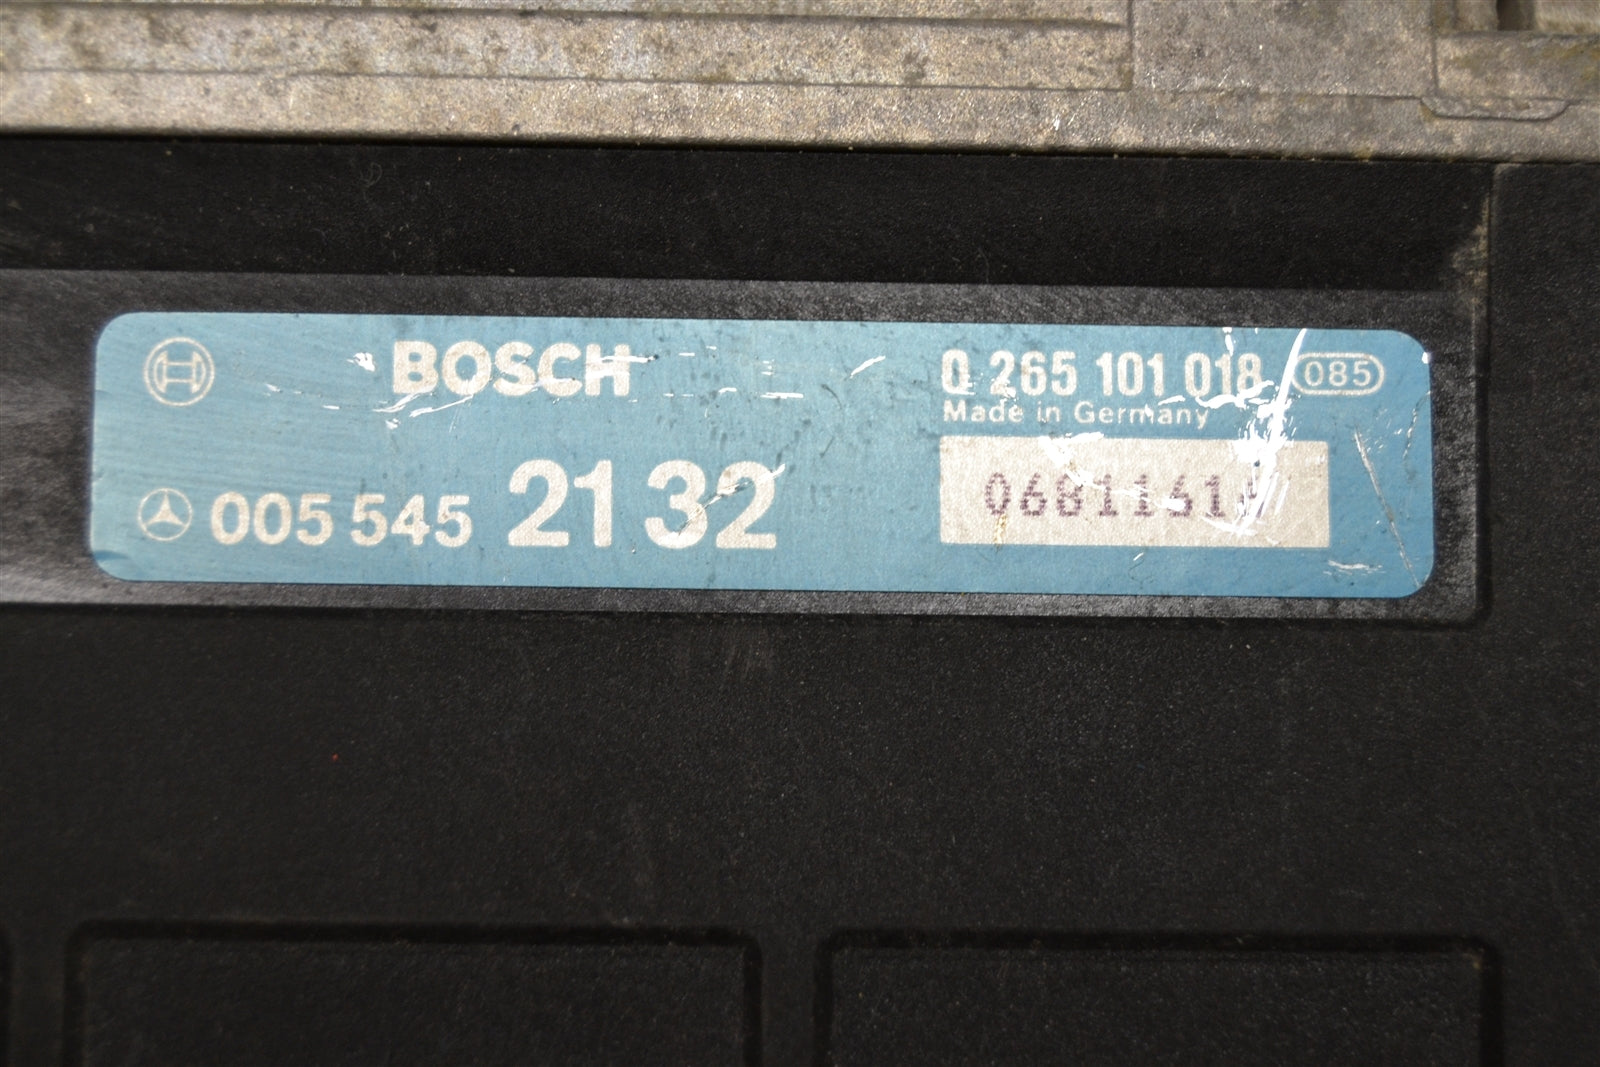 BOSCH
0 265 101 018 085
Made in Germany
005 545 2132